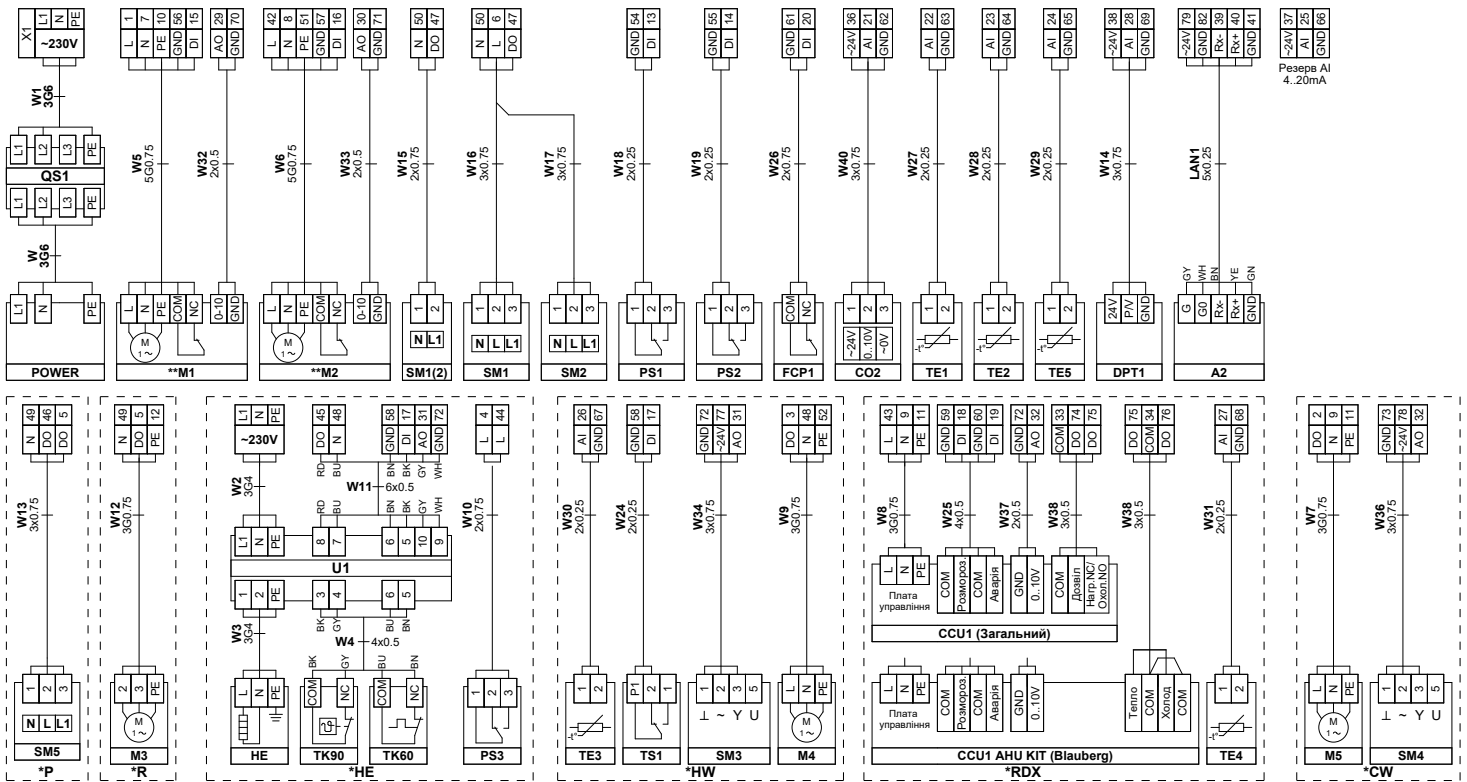 X1 L1 N PE
~230V
1 7 10 56 15
L N PE GND DI
29 70
AO GND
42 8 51 57 16
L N PE GND DI
30 71
AO GND
50 47
N DO
50 6 47
N L DO
54 13
GND DI
55 14
GND DI
61 20
GND DI
36 21 62
~24V AI GND
22 63
AI GND
23 64
AI GND
24 65
AI GND
38 28 69
~24V AI GND
79 82 39 40 41
~24V GND Rx- Rx+ GND
37 25 66
~24V AI GND
Резерв AI
4..20mA
W1
3G6
W5
5G0.75
W32
2x0.5
W6
5G0.75
W33
2x0.5
W15
2x0.75
W16
3x0.75
W17
3x0.75
W18
2x0.25
W19
2x0.25
W26
2x0.75
W40
3x0.75
W27
2x0.25
W28
2x0.25
W29
2x0.25
W14
3x0.75
LAN1
5x0.25
L1 L2 L3 PE
QS1
L1 L2 L3 PE
W
3G6
L1 N PE
POWER
L N PE COM NC 0-10 GND
M
1~
**M1
L N PE COM NC 0-10 GND
M
1~
**M2
1 2
N L1
SM1(2)
1 2 3
N L L1
SM1
1 2 3
N L L1
SM2
1 2 3
PS1
1 2 3
PS2
COM NC
FCP1
1 2 3
~24V 0..10V ~0V
CO2
1 2
-t°
TE1
1 2
-t°
TE2
1 2
-t°
TE5
24V P/V GND
DPT1
GY WH BN YE GN
G G0 Rx- Rx+ GND
A2
49 46 5
N DO DO
W13
3x0.75
1 2 3
N L L1
SM5
*P
49 5 12
N DO PE
W12
3G0.75
2 3 PE
M
1~
M3
*R
L1 N PE
~230V
45 48
DO N
58 17 31 72
GND DI AO GND
4 44
L L
W2
3G4
RD BU
BN BK GY WH
W11 6x0.5
RD BU
BN BK GY WH
W10
2x0.75
L1 N PE
8 7
6 5 10 9
U1
1 2 PE
3 4
6 5
W3
3G4
BK GY BU BN
W4 4x0.5
BK GY BU BN
L N PE
HE
COM NC
TK90
COM NC
TK60
1 2 3
PS3
*HE
26 67
AI GND
58 17
GND DI
72 77 31
GND ~24V AO
3 48 52
DO N PE
W30
2x0.25
W24
2x0.25
W34
3x0.75
W9
3G0.75
1 2
-t°
TE3
P1 2 1
TS1
1 2 3 5
⊥ ~ Y U
SM3
L N PE
M
1~
M4
*HW
43 9 11
L N PE
59 18 60 19
GND DI GND DI
72 32
GND AO
33 74 75
COM DO DO
75 34 76
DO COM DO
27 68
AI GND
W8
3G0.75
W25
4x0.5
W37
2x0.5
W38
3x0.5
W38
3x0.5
W31
2x0.25
L N PE
Плата
управління
COM Розмороз. COM Аварія
GND 0..10V
COM Дозвіл Нагр.NC/ Охол.NO
CCU1 (Загальний)
L N PE
Плата
управління
COM Розмороз. COM Аварія
GND 0..10V
Тепло COM Холод COM
CCU1 AHU KIT (Blauberg)
1 2
-t°
TE4
*RDX
2 9 11
DO N PE
73 78 32
GND ~24V AO
W7
3G0.75
W36
3x0.75
L N PE
M
1~
M5
1 2 3 5
⊥ ~ Y U
SM4
*CW